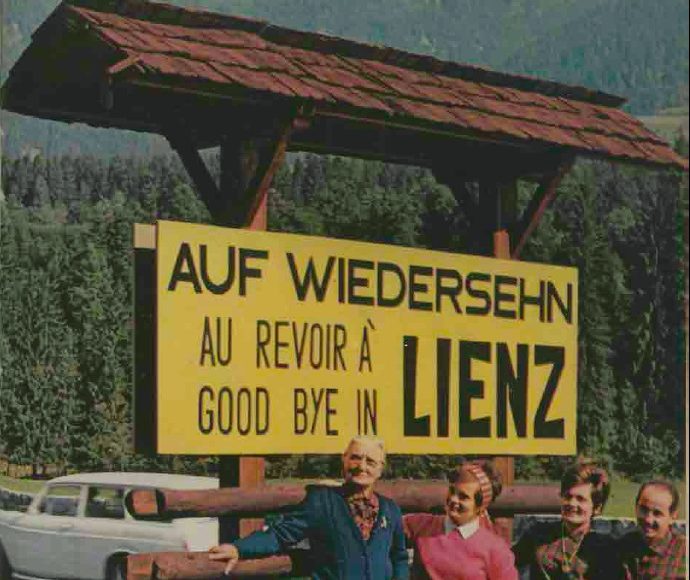 AUF WIEDERSEHN
AU REVOIR À
GOOD BYE IN LIENZ